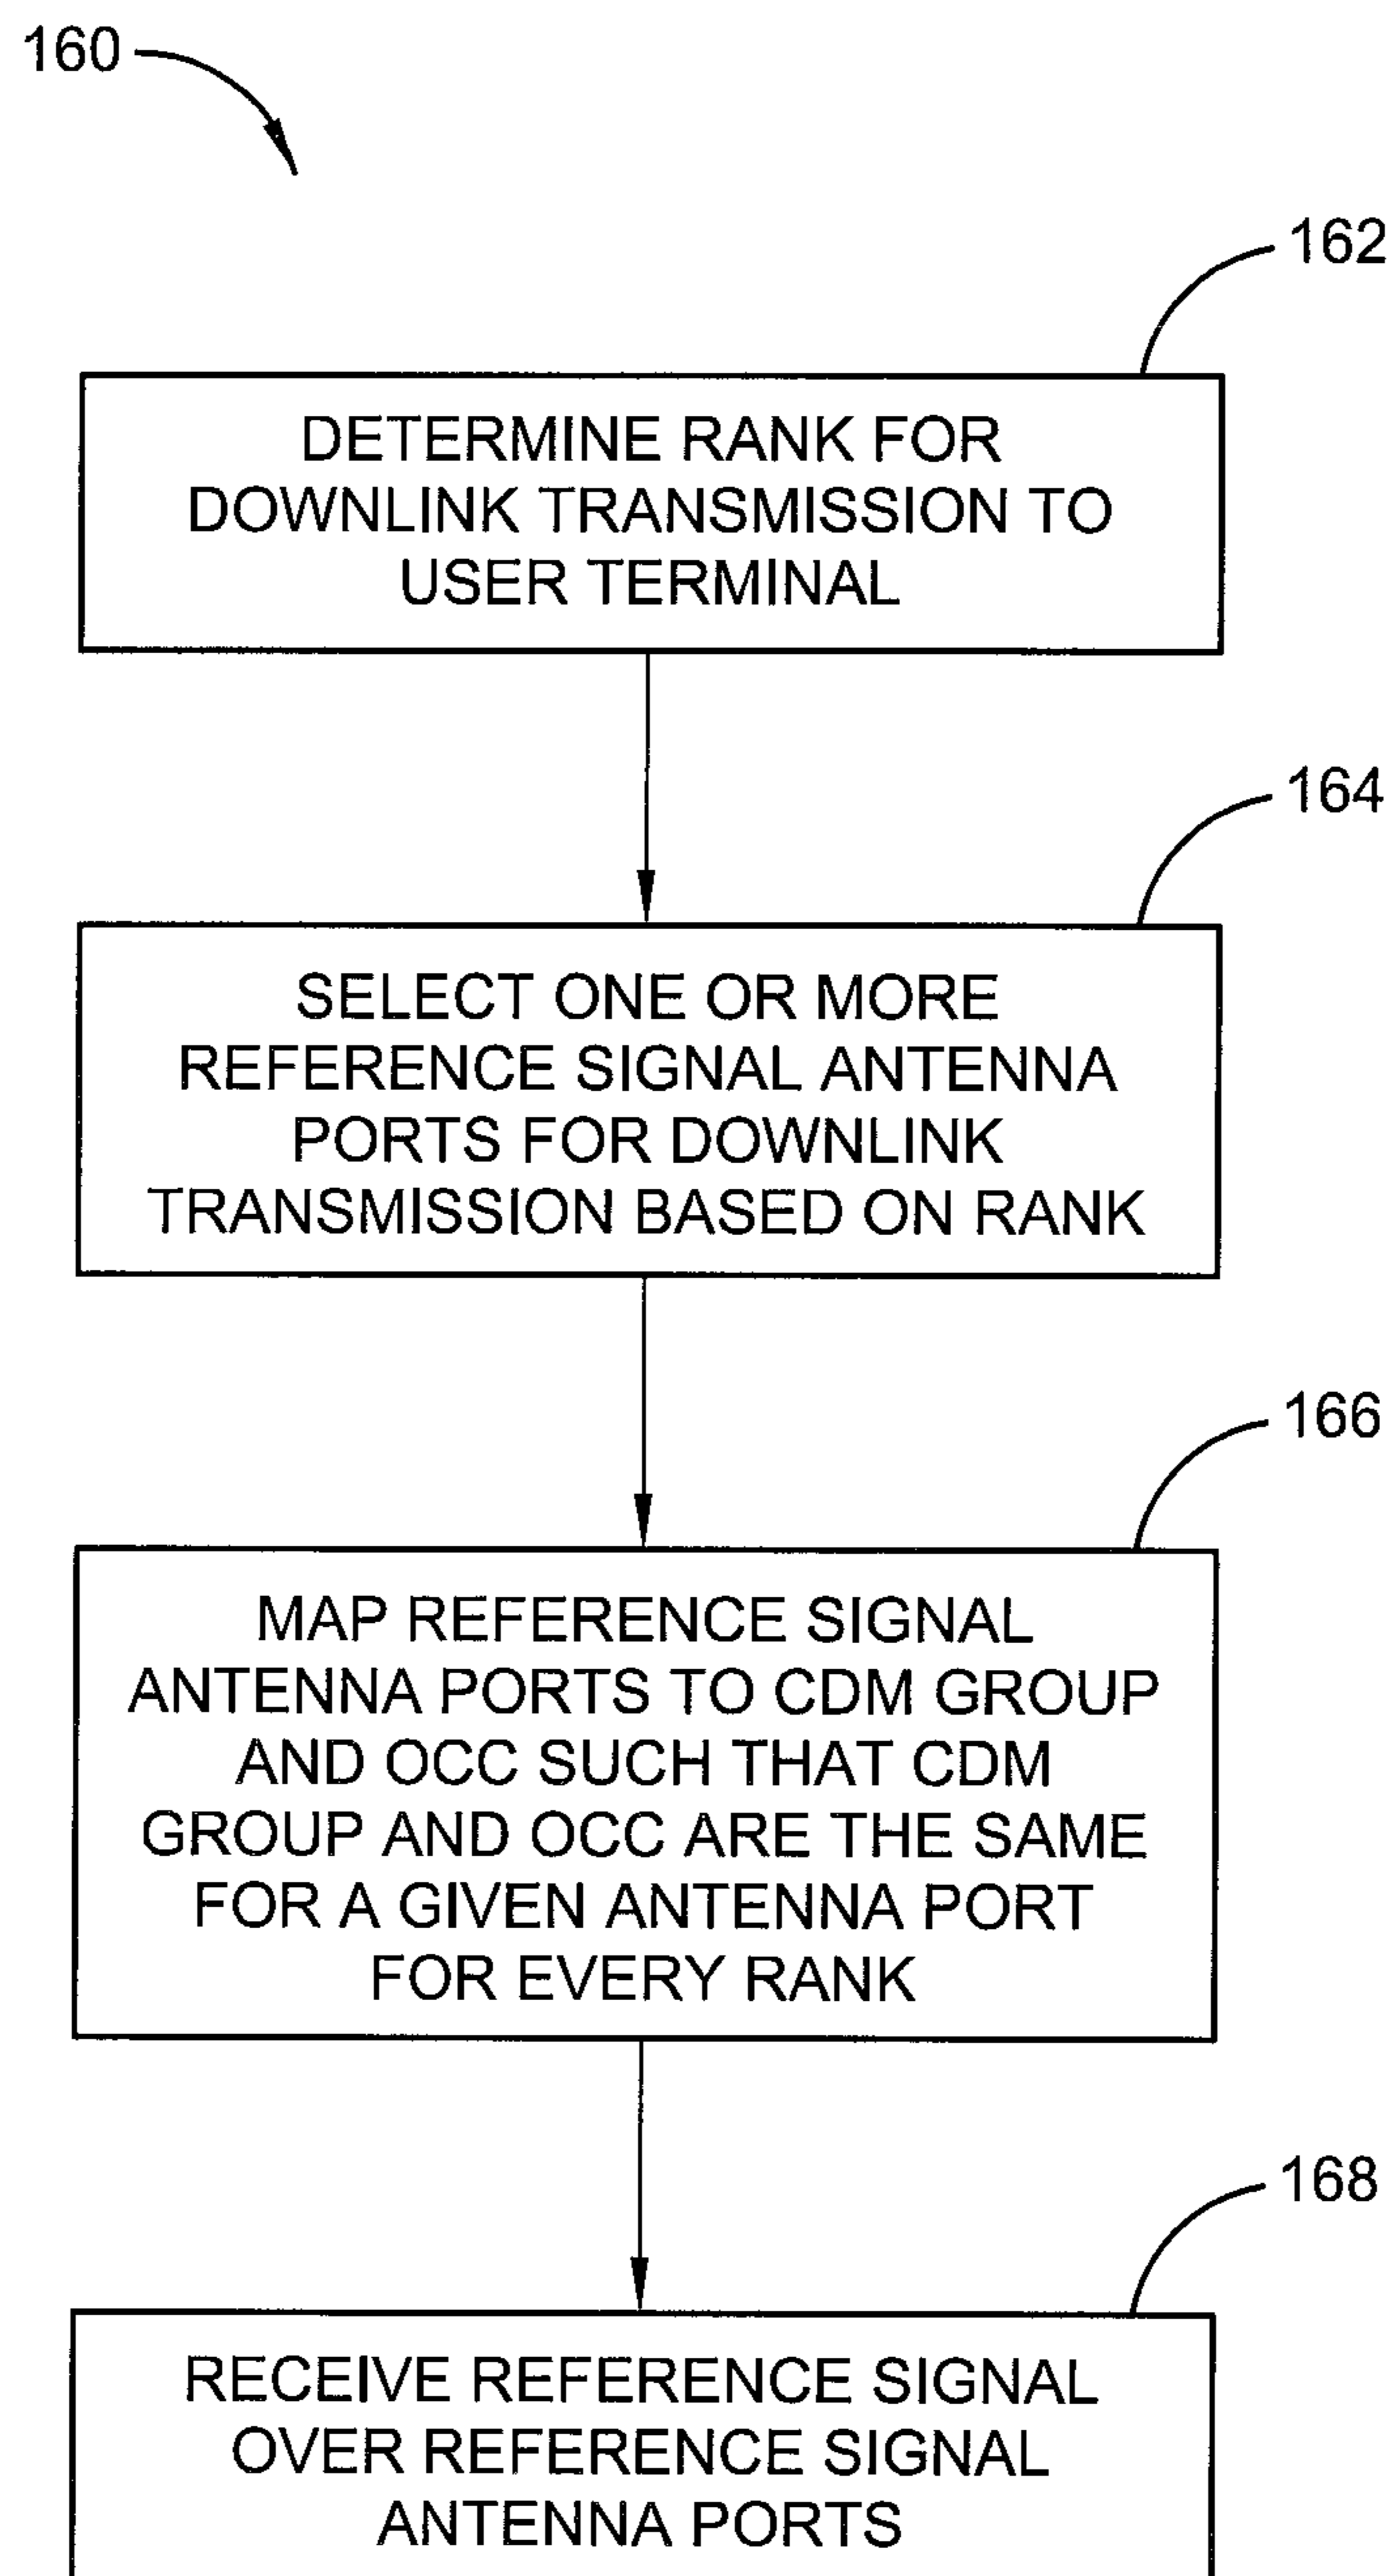 160
162
DETERMINE RANK FOR
DOWNLINK TRANSMISSION TO
USER TERMINAL
164
SELECT ONE OR MORE
REFERENCE SIGNAL ANTENNA
PORTS FOR DOWNLINK
TRANSMISSION BASED ON RANK
166
MAP REFERENCE SIGNAL
ANTENNA PORTS TO CDM GROUP
AND OCC SUCH THAT CDM
GROUP AND OCC ARE THE SAME
FOR A GIVEN ANTENNA PORT
FOR EVERY RANK
168
RECEIVE REFERENCE SIGNAL
OVER REFERENCE SIGNAL
ANTENNA PORTS